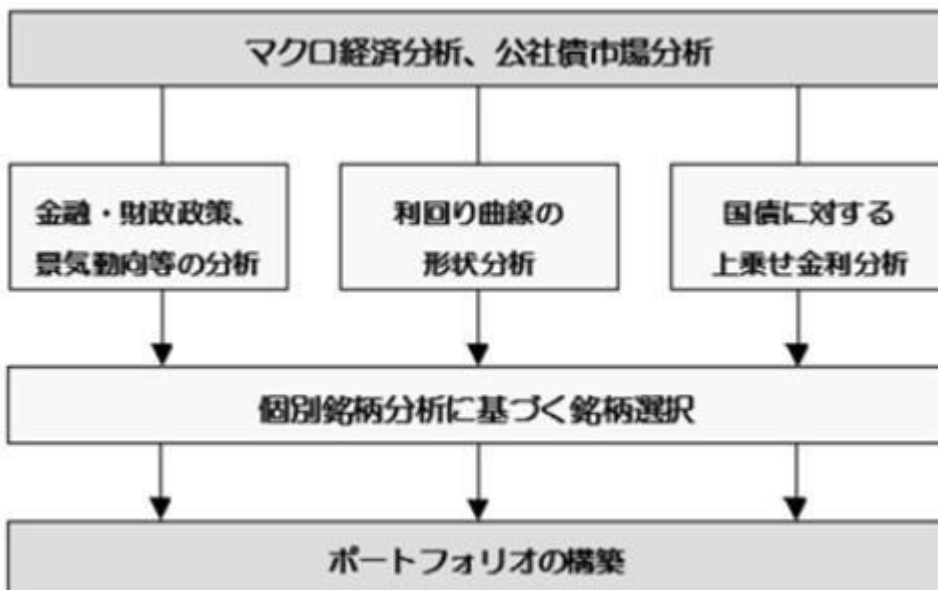 マクロ経済分析、公社債市場分析
金融・財政政策、
景気動向等の分析
利回り曲線の
形状分析
国債に対する
上乗せ金利分析
個別銘柄分析に基づく銘柄選択
ポートフォリオの構築